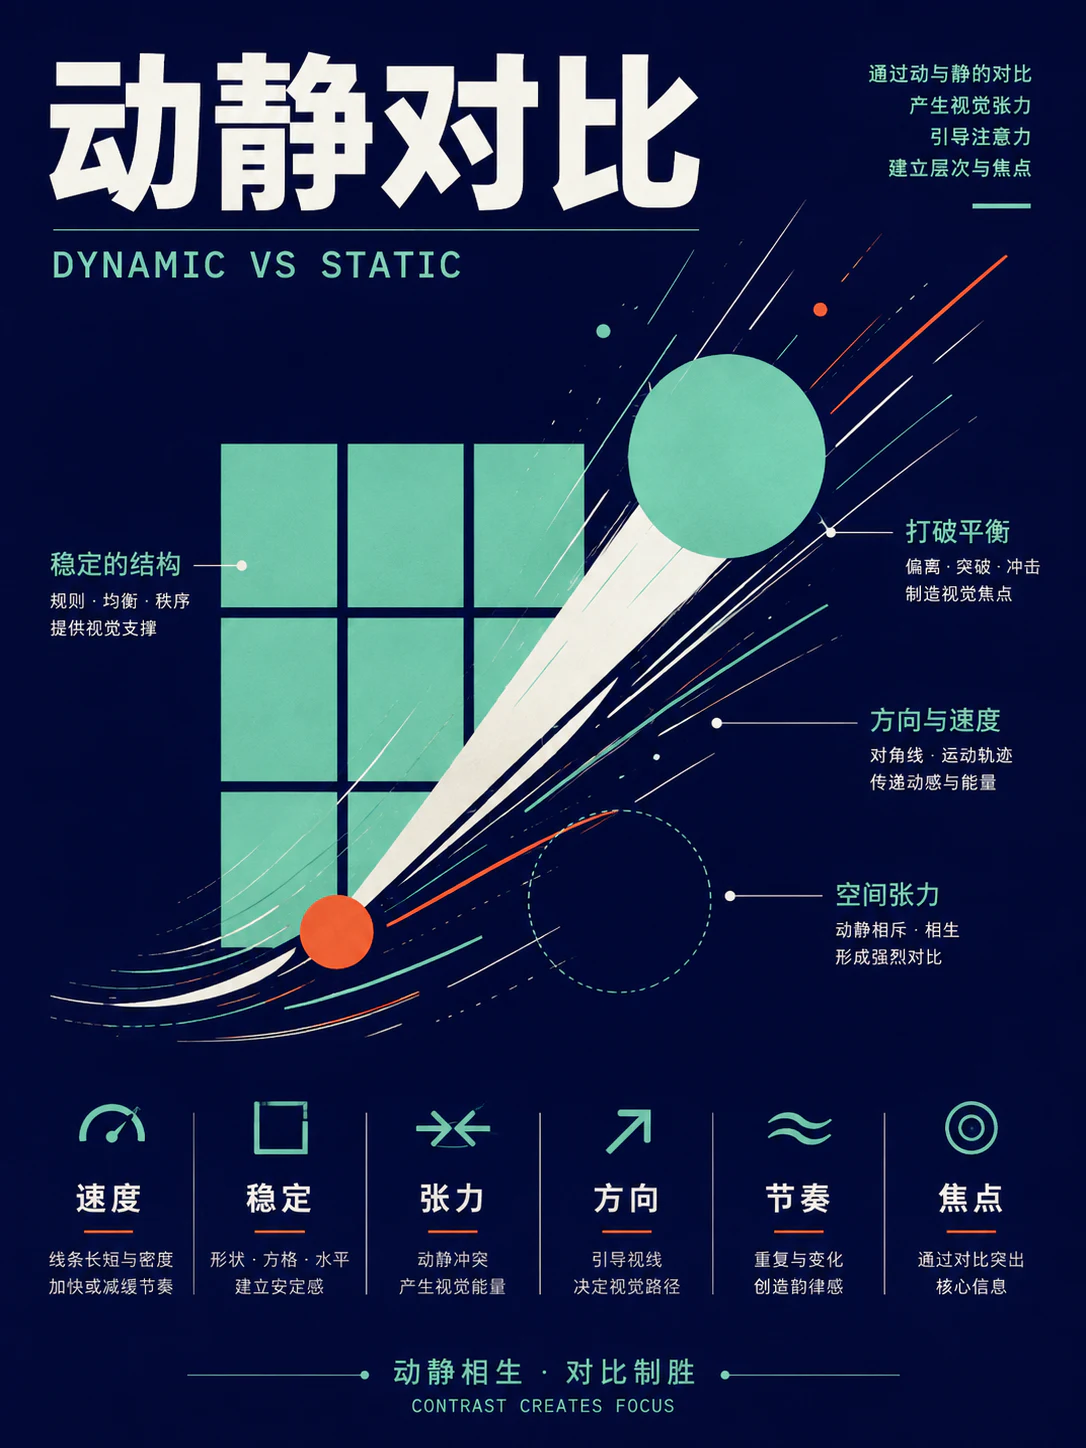 动静对比
DYNAMIC VS STATIC
通过动与静的对比
产生视觉张力
引导注意力
建立层次与焦点
稳定的结构
规则 · 均衡 · 秩序
提供视觉支撑
打破平衡
偏离 · 突破 · 冲击
制造视觉焦点
方向与速度
对角线 · 运动轨迹
传递动感与能量
空间张力
动静相斥 · 相生
形成强烈对比
速度
线条长短与密度
加快或减缓节奏
稳定
形状 · 方格 · 水平
建立安定感
张力
动静冲突
产生视觉能量
方向
引导视线
决定视觉路径
节奏
重复与变化
创造韵律感
焦点
通过对比突出
核心信息
动静相生 · 对比制胜
CONTRAST CREATES FOCUS